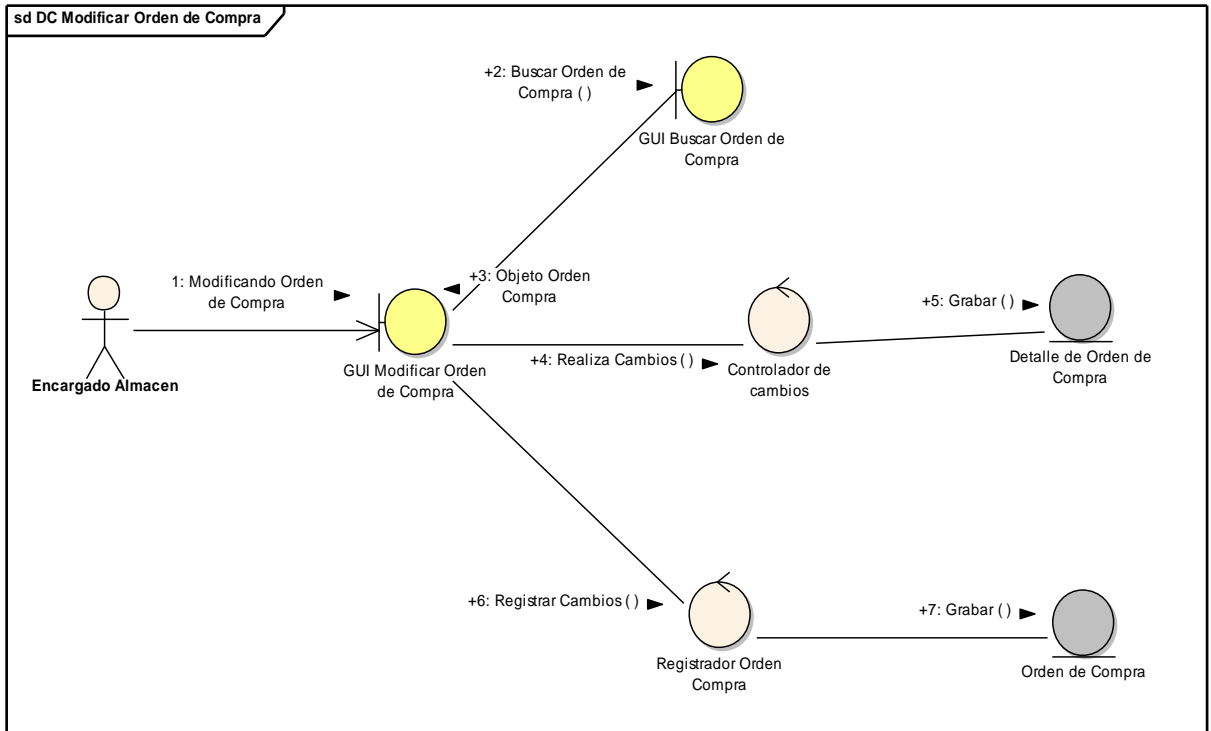 sd DC Modificar Orden de Compra
+2: Buscar Orden de
Compra ( )
GUI Buscar Orden de
Compra
1: Modificando Orden
de Compra
+3: Objeto Orden
Compra
+5: Grabar ( )
+4: Realiza Cambios ( )
GUI Modificar Orden
de Compra
Controlador de
cambios
Detalle de Orden de
Compra
Encargado Almacen
+6: Registrar Cambios ( )
+7: Grabar ( )
Registrador Orden
Compra
Orden de Compra